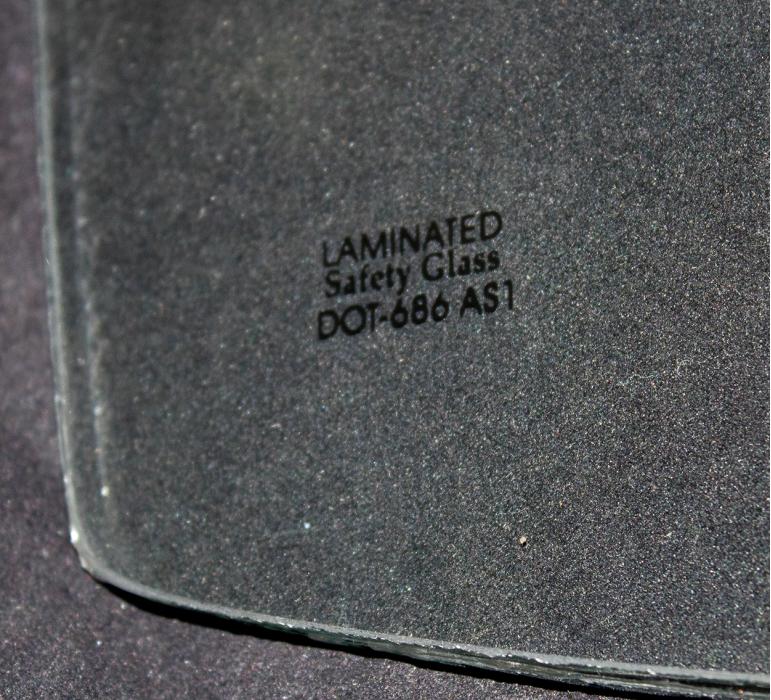 LAMINATED
Safety Glass
DOT-686 AS1